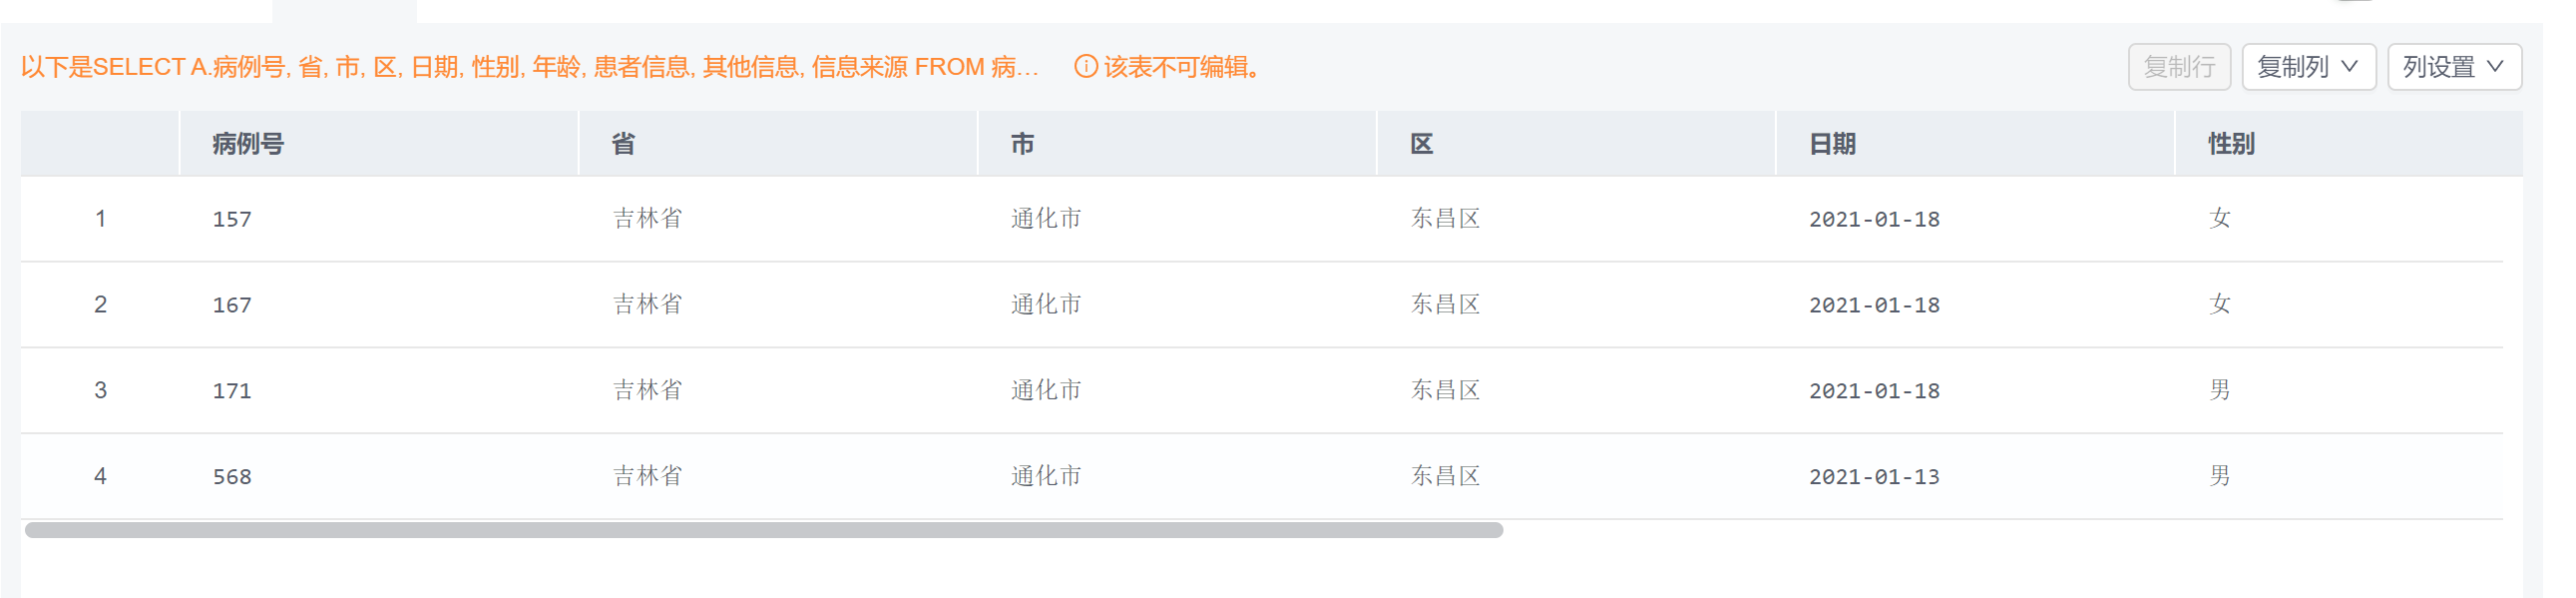 以下是SELECT A.病例号, 省, 市, 区, 日期, 性别, 年龄, 患者信息, 其他信息, 信息来源 FROM 病... 该表不可编辑。 复制行 复制列 列设置
病例号 省 市 区 日期 性别
1 157 吉林省 通化市 东昌区 2021-01-18 女
2 167 吉林省 通化市 东昌区 2021-01-18 女
3 171 吉林省 通化市 东昌区 2021-01-18 男
4 568 吉林省 通化市 东昌区 2021-01-13 男